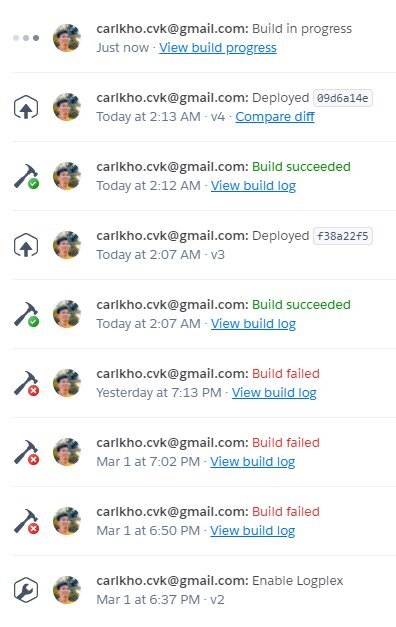 carlkho.cvk@gmail.com: Build in progress
Just now · View build progress
carlkho.cvk@gmail.com: Deployed 09d6a14e
Today at 2:13 AM · v4 · Compare diff
carlkho.cvk@gmail.com: Build succeeded
Today at 2:12 AM · View build log
carlkho.cvk@gmail.com: Deployed f38a22f5
Today at 2:07 AM · v3
carlkho.cvk@gmail.com: Build succeeded
Today at 2:07 AM · View build log
carlkho.cvk@gmail.com: Build failed
Yesterday at 7:13 PM · View build log
carlkho.cvk@gmail.com: Build failed
Mar 1 at 7:02 PM · View build log
carlkho.cvk@gmail.com: Build failed
Mar 1 at 6:50 PM · View build log
carlkho.cvk@gmail.com: Enable Logplex
Mar 1 at 6:37 PM · v2